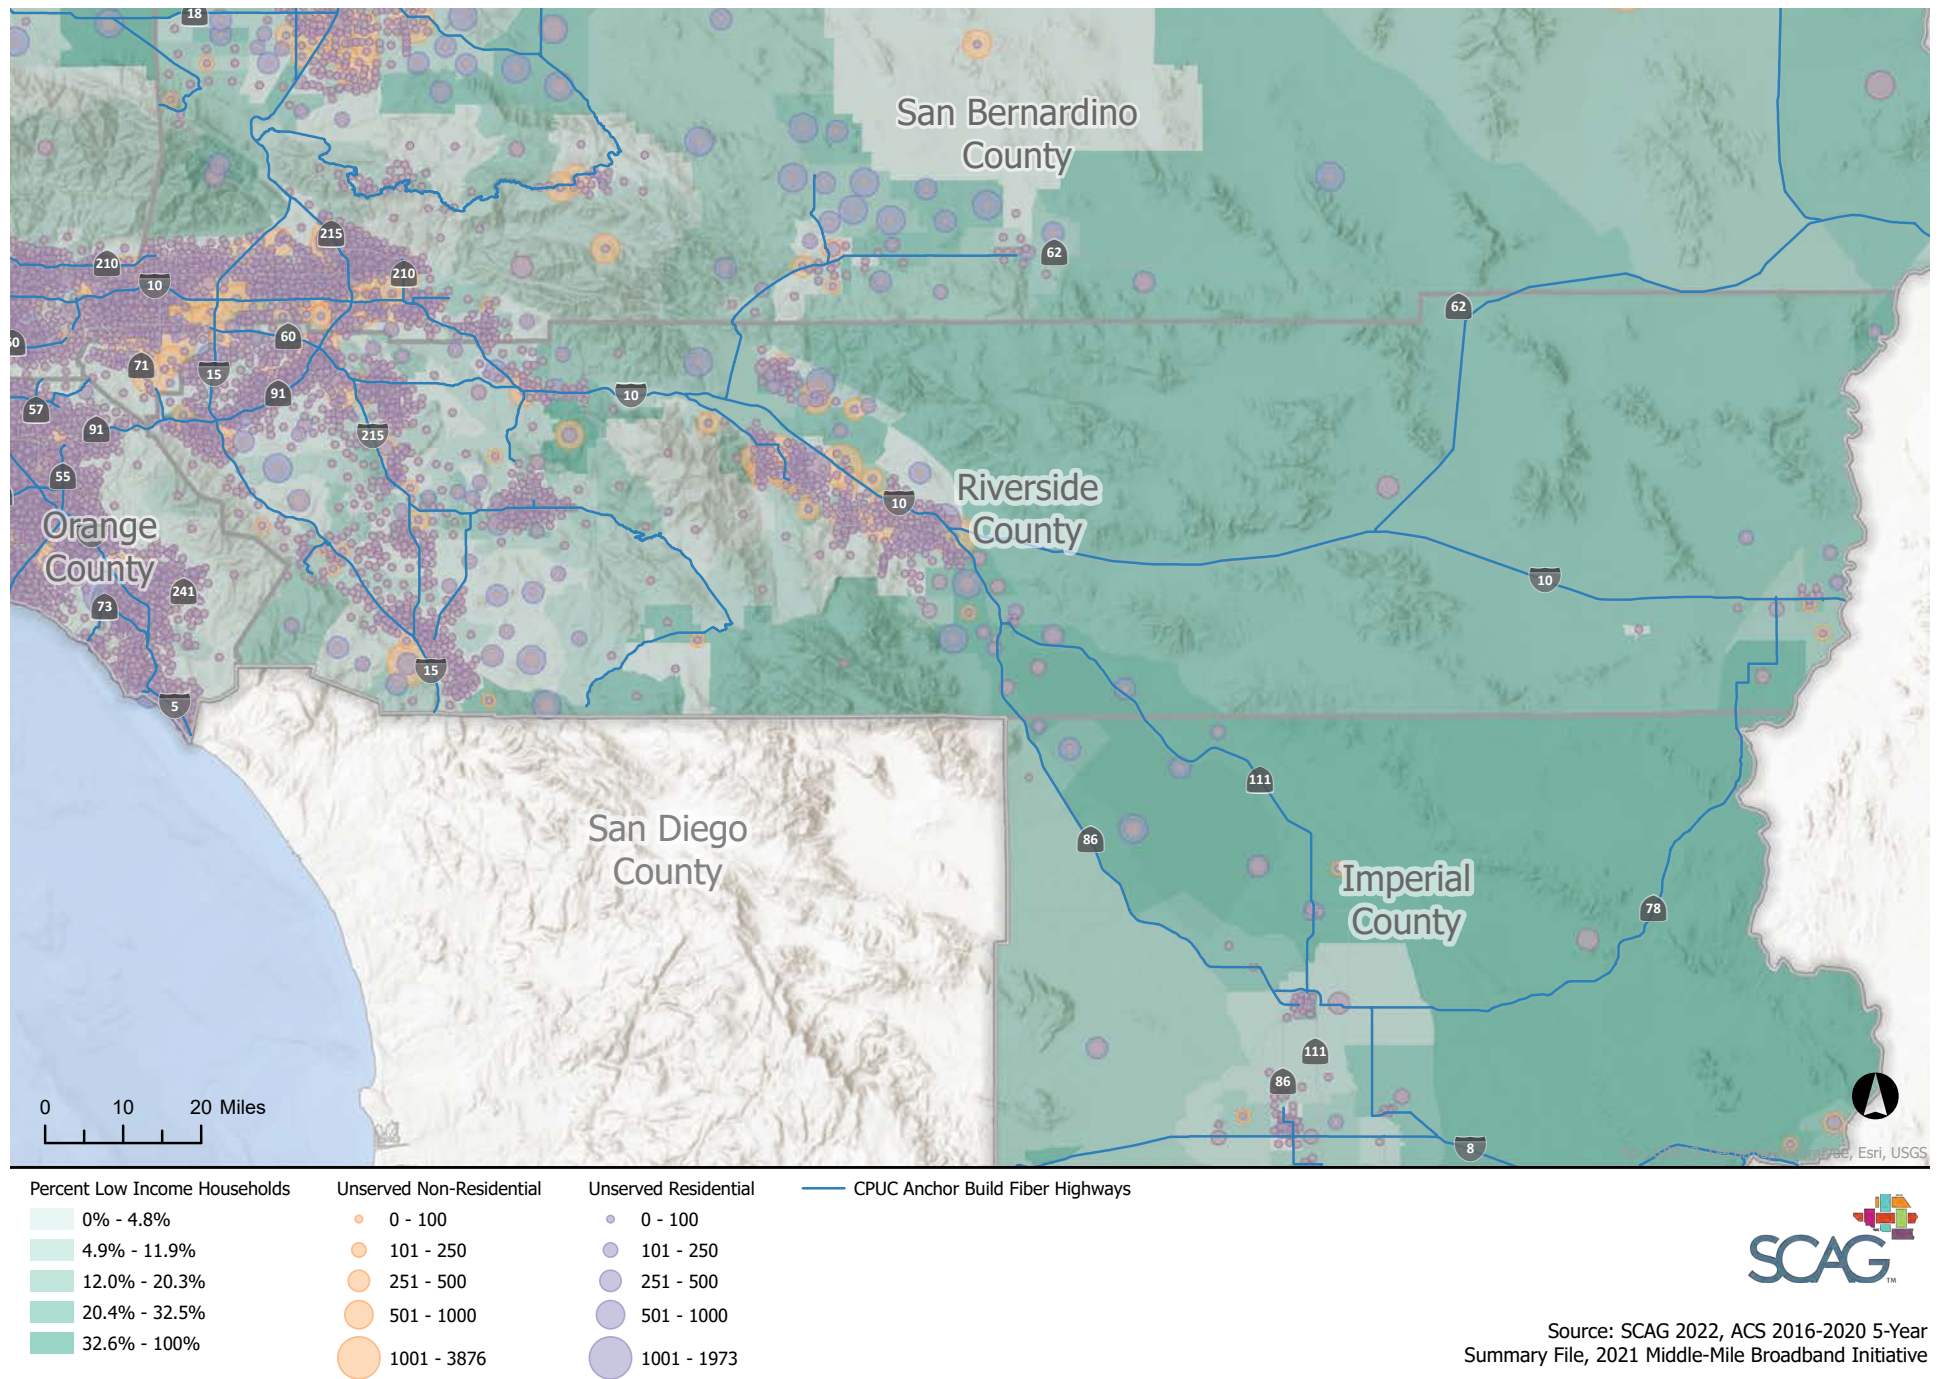 18
San Bernardino
County
215
210
10
210
62
62
60
71
15
91
57
91
10
215
55
10
Riverside
County
Orange
County
10
73
241
15
5
111
San Diego
County
86
Imperial
County
78
111
86
8
0 10 20 Miles
Esri, USGS
Percent Low Income Households
0% - 4.8%
4.9% - 11.9%
12.0% - 20.3%
20.4% - 32.5%
32.6% - 100%
Unserved Non-Residential
0 - 100
101 - 250
251 - 500
501 - 1000
1001 - 3876
Unserved Residential
0 - 100
101 - 250
251 - 500
501 - 1000
1001 - 1973
CPUC Anchor Build Fiber Highways
SCAG™
Source: SCAG 2022, ACS 2016-2020 5-Year
Summary File, 2021 Middle-Mile Broadband Initiative